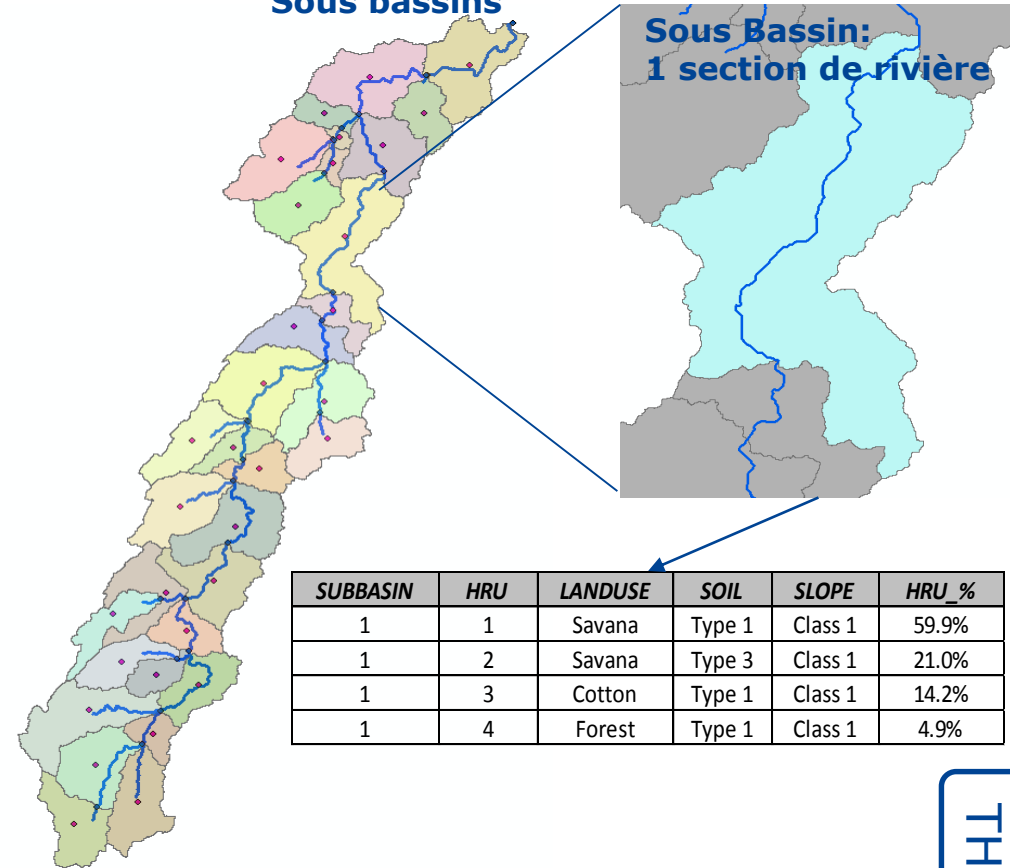 Sous bassins
Sous Bassin:
1 section de rivière
SUBBASIN HRU LANDUSE SOIL SLOPE HRU_%
1 1 Savana Type 1 Class 1 59.9%
1 2 Savana Type 3 Class 1 21.0%
1 3 Cotton Type 1 Class 1 14.2%
1 4 Forest Type 1 Class 1 4.9%
TH